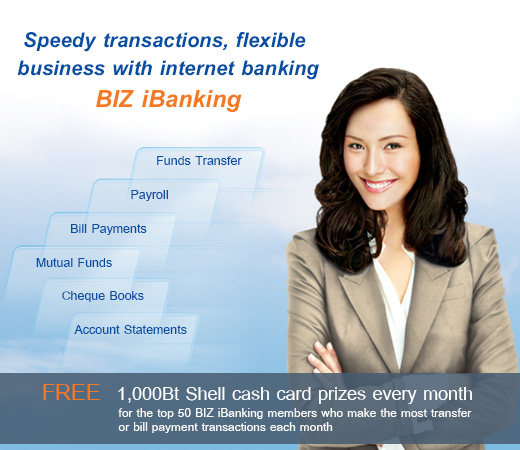 Speedy transactions, flexible
business with internet banking
BIZ iBanking
Funds Transfer
Payroll
Bill Payments
Mutual Funds
Cheque Books
Account Statements
FREE 1,000Bt Shell cash card prizes every month
for the top 50 BIZ iBanking members who make the most transfer
or bill payment transactions each month